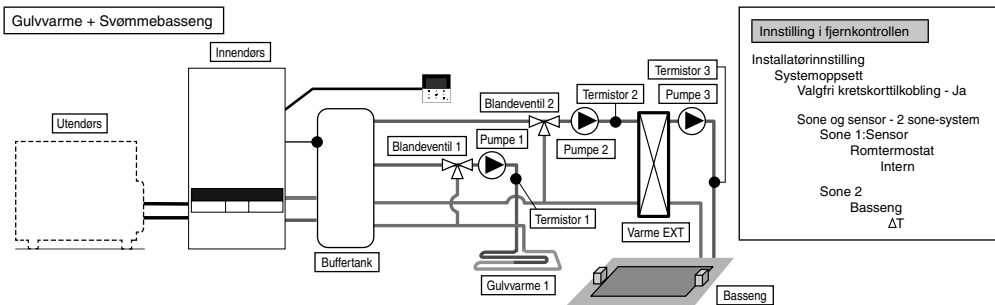 Gulvvarme + Svømmebasseng
Innendørs
Utendørs
Blandeventil 1
Pumpe 1
Blandeventil 2
Pumpe 2
Termistor 2
Termistor 3
Pumpe 3
Termistor 1
Varme EXT
Buffertank
Gulvvarme 1
Basseng
Innstilling i fjernkontrollen
Installatørinnstilling
Systemoppsett
Valgfri kretskorttilkobling - Ja
Sone og sensor - 2 sone-system
Sone 1:Sensor
Romtermostat
Intern
Sone 2
Basseng
ΔT